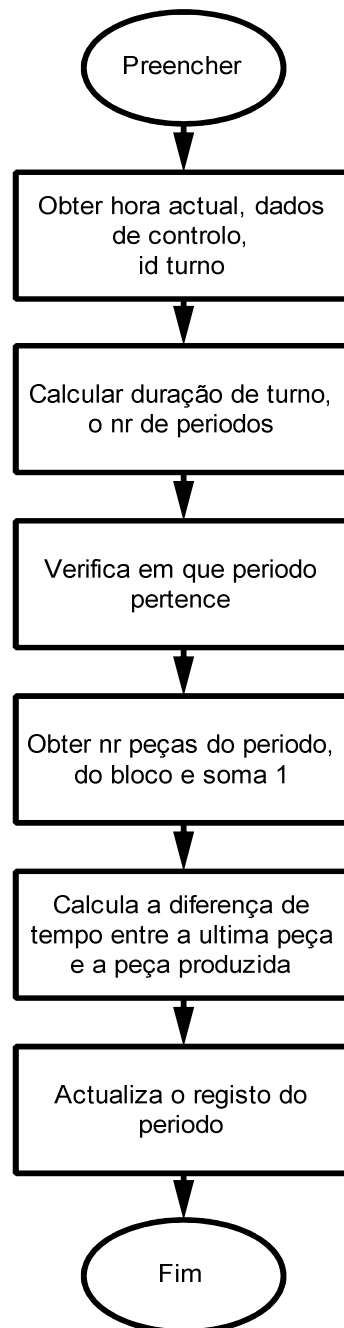 Preencher
Obter hora actual, dados
de controlo,
id turno
Calcular duração de turno,
o nr de periodos
Verifica em que periodo
pertence
Obter nr peças do periodo,
do bloco e soma 1
Calcula a diferença de
tempo entre a ultima peça
e a peça produzida
Actualiza o registo do
periodo
Fim